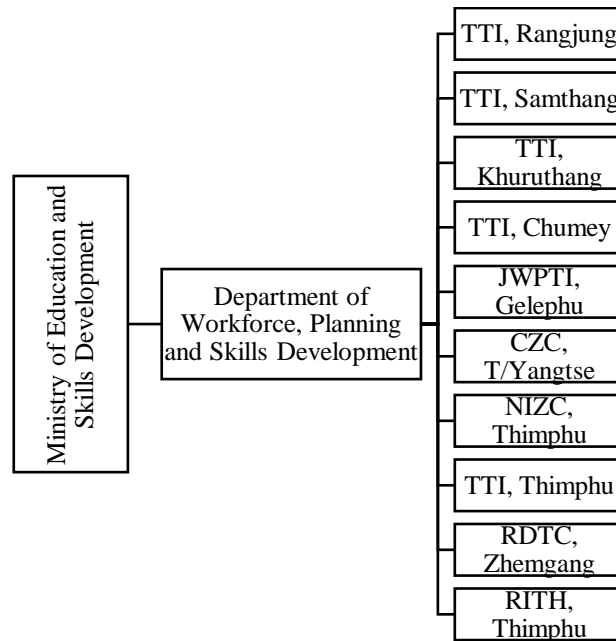 Ministry of Education and
Skills Development
Department of
Workforce, Planning
and Skills Development
TTI, Rangjung
TTI, Samthang
TTI,
Khuruthang
TTI, Chumey
JWPTI,
Gelephu
CZC,
T/Yangtse
NIZC,
Thimphu
TTI, Thimphu
RDTC,
Zhemgang
RITH,
Thimphu